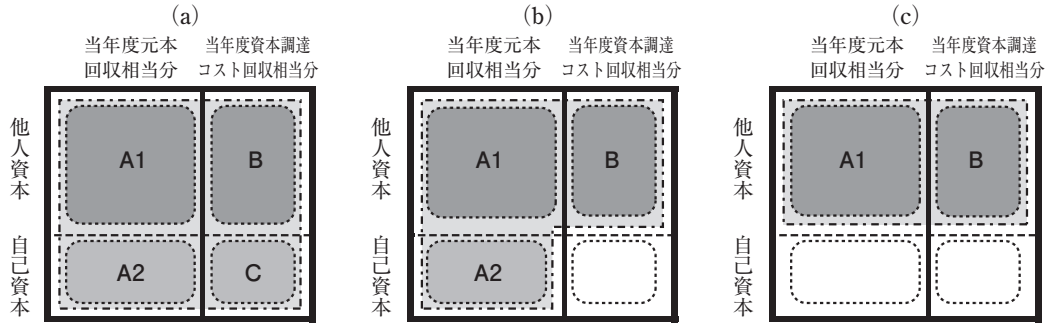 (a)
当年度元本
回収相当分
当年度資本調達
コスト回収相当分
他人資本
A1
B
自己資本
A2
C
(b)
当年度元本
回収相当分
当年度資本調達
コスト回収相当分
他人資本
A1
B
自己資本
A2
(c)
当年度元本
回収相当分
当年度資本調達
コスト回収相当分
他人資本
A1
B
自己資本